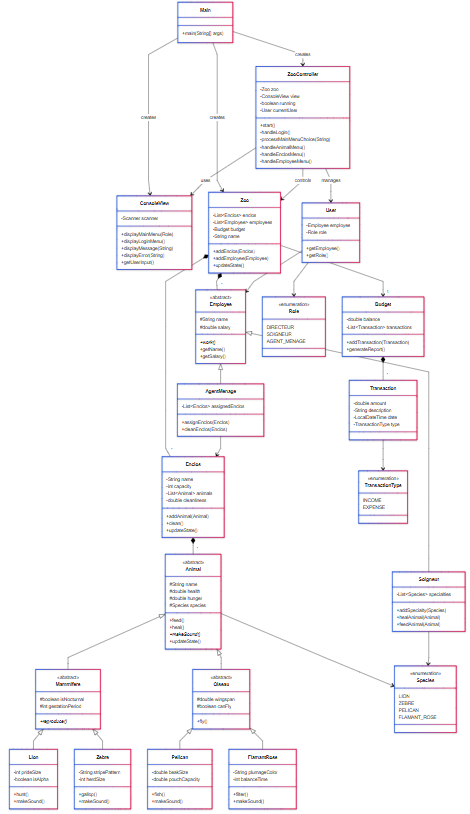 Main
+main(String[] args)
creates
creates
creates
ZooController
-Zoo zoo
-ConsoleView view
-boolean running
-User currentUser
+start()
-handleLogin()
-processMainMenuChoice(String)
-handleAnimalMenu()
-handleEnclosMenu()
-handleEmployeeMenu()
uses
controls
manages
ConsoleView
-Scanner scanner
+displayMainMenu(Role)
+displayLoginMenu()
+displayMessage(String)
+displayError(String)
+getUserInput()
Zoo
-List<Enclos> enclos
-List<Employee> employees
-Budget budget
-String name
+addEnclos(Enclos)
+addEmployee(Employee)
+updateState()
User
-Employee employee
-Role role
+getEmployee()
+getRole()
«abstract»
Employee
#String name
#double salary
+work()
+getName()
+getSalary()
«enumeration»
Role
DIRECTEUR
SOIGNEUR
AGENT_MENAGE
Budget
-double balance
-List<Transaction> transactions
+addTransaction(Transaction)
+generateReport()
AgentMenage
-List<Enclos> assignedEnclos
+assignEnclos(Enclos)
+cleanEnclos(Enclos)
Transaction
-double amount
-String description
-LocalDateTime date
-TransactionType type
Enclos
-String name
-int capacity
-List<Animal> animals
-double cleanliness
+addAnimal(Animal)
+clean()
+updateState()
«enumeration»
TransactionType
INCOME
EXPENSE
«abstract»
Animal
#String name
#double health
#double hunger
#Species species
+feed()
+heal()
+makeSound()
+updateState()
Soigneur
-List<Species> specialties
+addSpecialty(Species)
+healAnimal(Animal)
+feedAnimal(Animal)
«abstract»
Mammifere
#boolean isNocturnal
#int gestationPeriod
+reproduce()
«abstract»
Oiseau
#double wingspan
#boolean canFly
+fly()
«enumeration»
Species
LION
ZEBRE
PELICAN
FLAMANT_ROSE
Lion
-int prideSize
-boolean isAlpha
+hunt()
+makeSound()
Zebre
-String stripePattern
-int herdSize
+gallop()
+makeSound()
Pelican
-double beakSize
-double pouchCapacity
+fish()
+makeSound()
FlamantRose
-String plumageColor
-int balanceTime
+filter()
+makeSound()